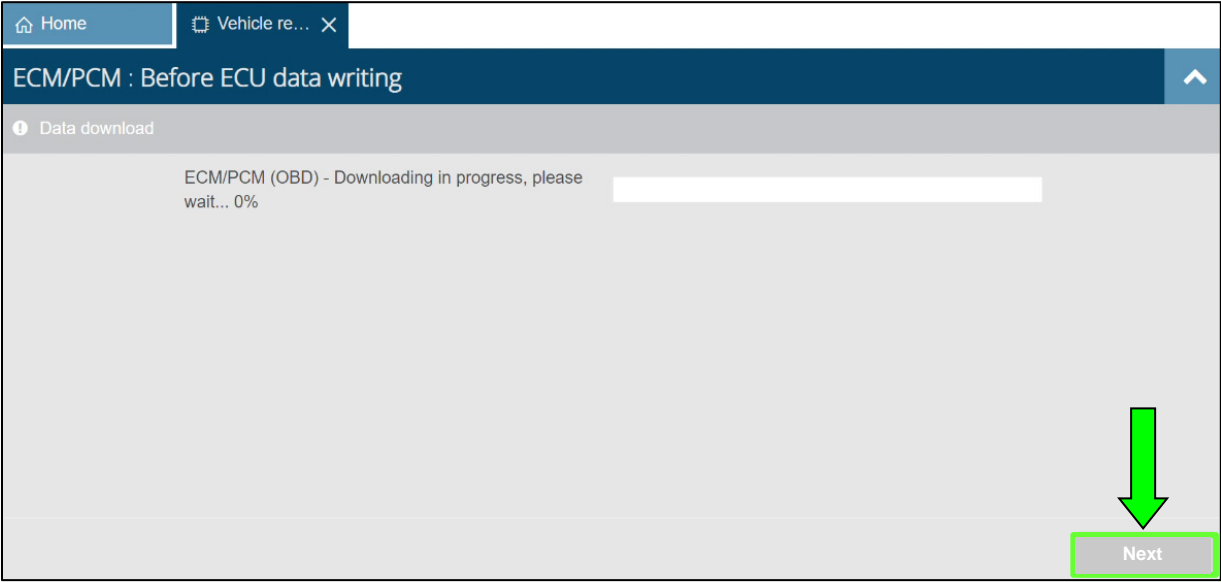 Home
Vehicle re...
ECM/PCM : Before ECU data writing
Data download
ECM/PCM (OBD) - Downloading in progress, please
wait... 0%
Next